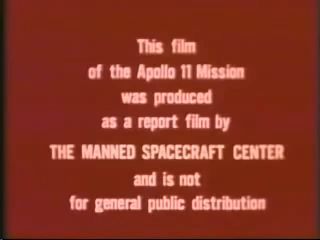 This film
of the Apollo 11 Mission
was produced
as a report film by
THE MANNED SPACECRAFT CENTER
and is not
for general public distribution